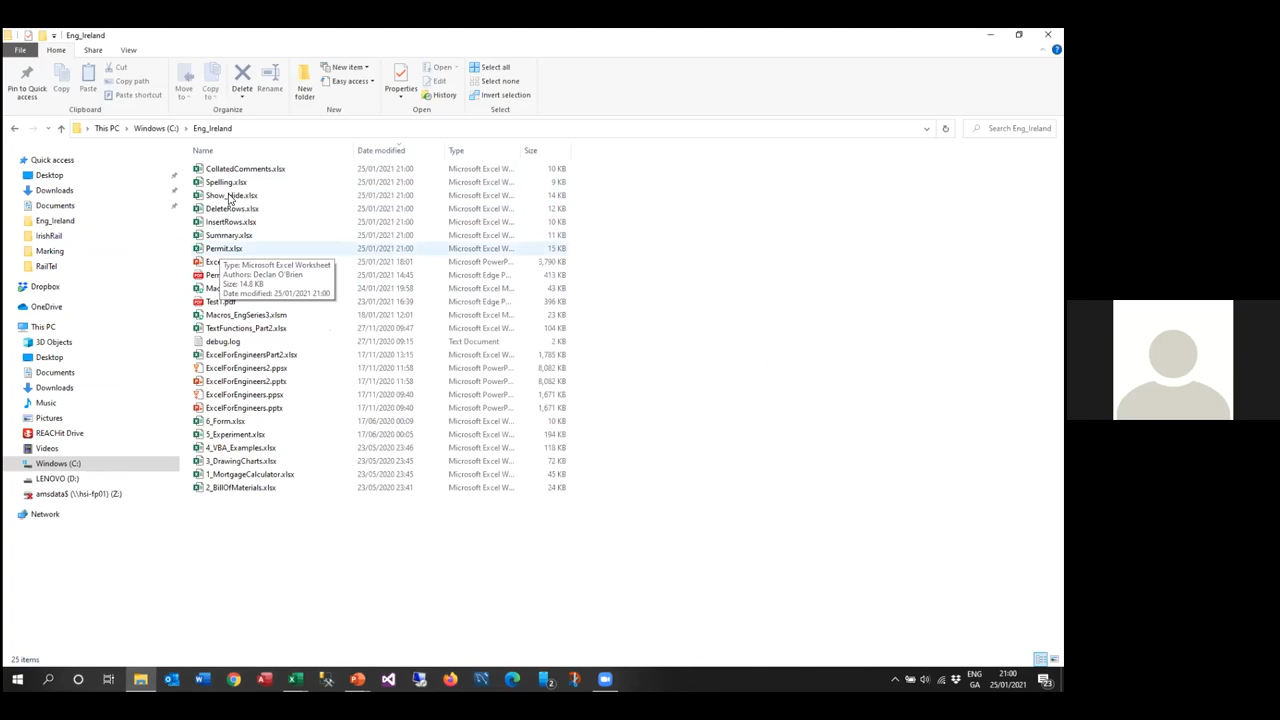 Eng_Ireland
File Home Share View
Pin to Quick access
Copy
Paste
Cut
Copy path
Paste shortcut
Clipboard
Move to
Copy to
Delete
Rename
Organize
New folder
New item
Easy access
New
Properties
Open
Edit
History
Open
Select all
Select none
Invert selection
Select
This PC Windows (C:) Eng_Ireland
Search Eng_Ireland
Name Date modified Type Size
Quick access
Desktop
Downloads
Documents
Eng_Ireland
IrishRail
Marking
RailTel
Dropbox
OneDrive
This PC
3D Objects
Desktop
Documents
Downloads
Music
Pictures
REACHit Drive
Videos
Windows (C:)
LENOVO (D:)
amsdata$ (\\hsi-fp01) (Z:)
Network
CollatedComments.xlsx 25/01/2021 21:00 Microsoft Excel W... 10 KB
Spelling.xlsx 25/01/2021 21:00 Microsoft Excel W... 9 KB
Show_Hide.xlsx 25/01/2021 21:00 Microsoft Excel W... 14 KB
DeleteRows.xlsx 25/01/2021 21:00 Microsoft Excel W... 12 KB
InsertRows.xlsx 25/01/2021 21:00 Microsoft Excel W... 10 KB
Summary.xlsx 25/01/2021 21:00 Microsoft Excel W... 11 KB
Permit.xlsx 25/01/2021 21:00 Microsoft Excel W... 15 KB
Exce 25/01/2021 18:01 Microsoft PowerP... 3,790 KB
Perm 25/01/2021 14:45 Microsoft Edge P... 413 KB
Mac 24/01/2021 19:58 Microsoft Excel M... 43 KB
Test1.pdf 23/01/2021 16:39 Microsoft Edge P... 396 KB
Macros_EngSeries3.xlsm 18/01/2021 12:01 Microsoft Excel M... 23 KB
TextFunctions_Part2.xlsx 27/11/2020 09:47 Microsoft Excel W... 104 KB
debug.log 27/11/2020 09:15 Text Document 2 KB
ExcelForEngineersPart2.xlsx 17/11/2020 13:15 Microsoft Excel W... 1,785 KB
ExcelForEngineers2.ppsx 17/11/2020 11:58 Microsoft PowerP... 8,082 KB
ExcelForEngineers2.pptx 17/11/2020 11:58 Microsoft PowerP... 8,082 KB
ExcelForEngineers.ppsx 17/11/2020 09:40 Microsoft PowerP... 1,671 KB
ExcelForEngineers.pptx 17/11/2020 09:40 Microsoft PowerP... 1,671 KB
6_Form.xlsx 17/06/2020 00:09 Microsoft Excel W... 10 KB
5_Experiment.xlsx 17/06/2020 00:05 Microsoft Excel W... 194 KB
4_VBA_Examples.xlsx 23/05/2020 23:46 Microsoft Excel W... 118 KB
3_DrawingCharts.xlsx 23/05/2020 23:45 Microsoft Excel W... 72 KB
1_MortgageCalculator.xlsx 23/05/2020 23:45 Microsoft Excel W... 45 KB
2_BillOfMaterials.xlsx 23/05/2020 23:41 Microsoft Excel W... 24 KB
Type: Microsoft Excel Worksheet
Authors: Declan O'Brien
Size: 14.8 KB
Date modified: 25/01/2021 21:00
25 items
ENG
GA
21:00
25/01/2021
23
2